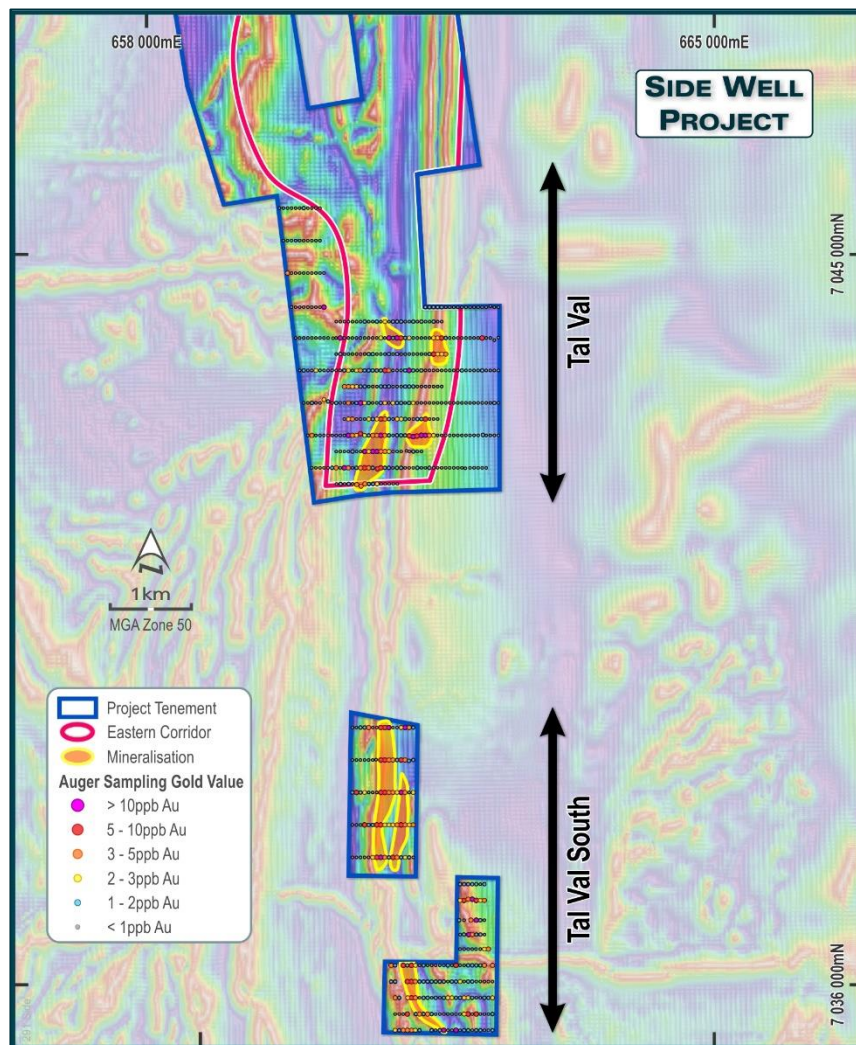 658 000mE
665 000mE
SIDE WELL
PROJECT
7 045 000mN
Tal Val
N
1km
MGA Zone 50
Project Tenement
Eastern Corridor
Mineralisation
Auger Sampling Gold Value
> 10ppb Au
5 - 10ppb Au
3 - 5ppb Au
2 - 3ppb Au
1 - 2ppb Au
< 1ppb Au
Tal Val South
7 036 000mN